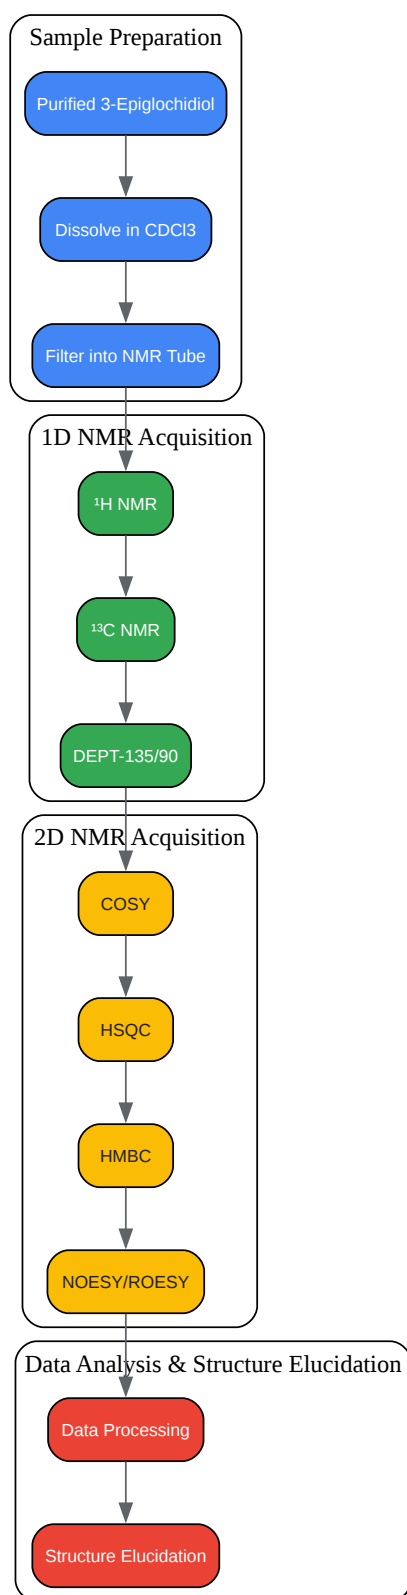 Sample Preparation
Purified 3-Epiglochidiol
Dissolve in CDCl3
Filter into NMR Tube
1D NMR Acquisition
¹H NMR
¹³C NMR
DEPT-135/90
2D NMR Acquisition
COSY
HSQC
HMBC
NOESY/ROESY
Data Analysis & Structure Elucidation
Data Processing
Structure Elucidation